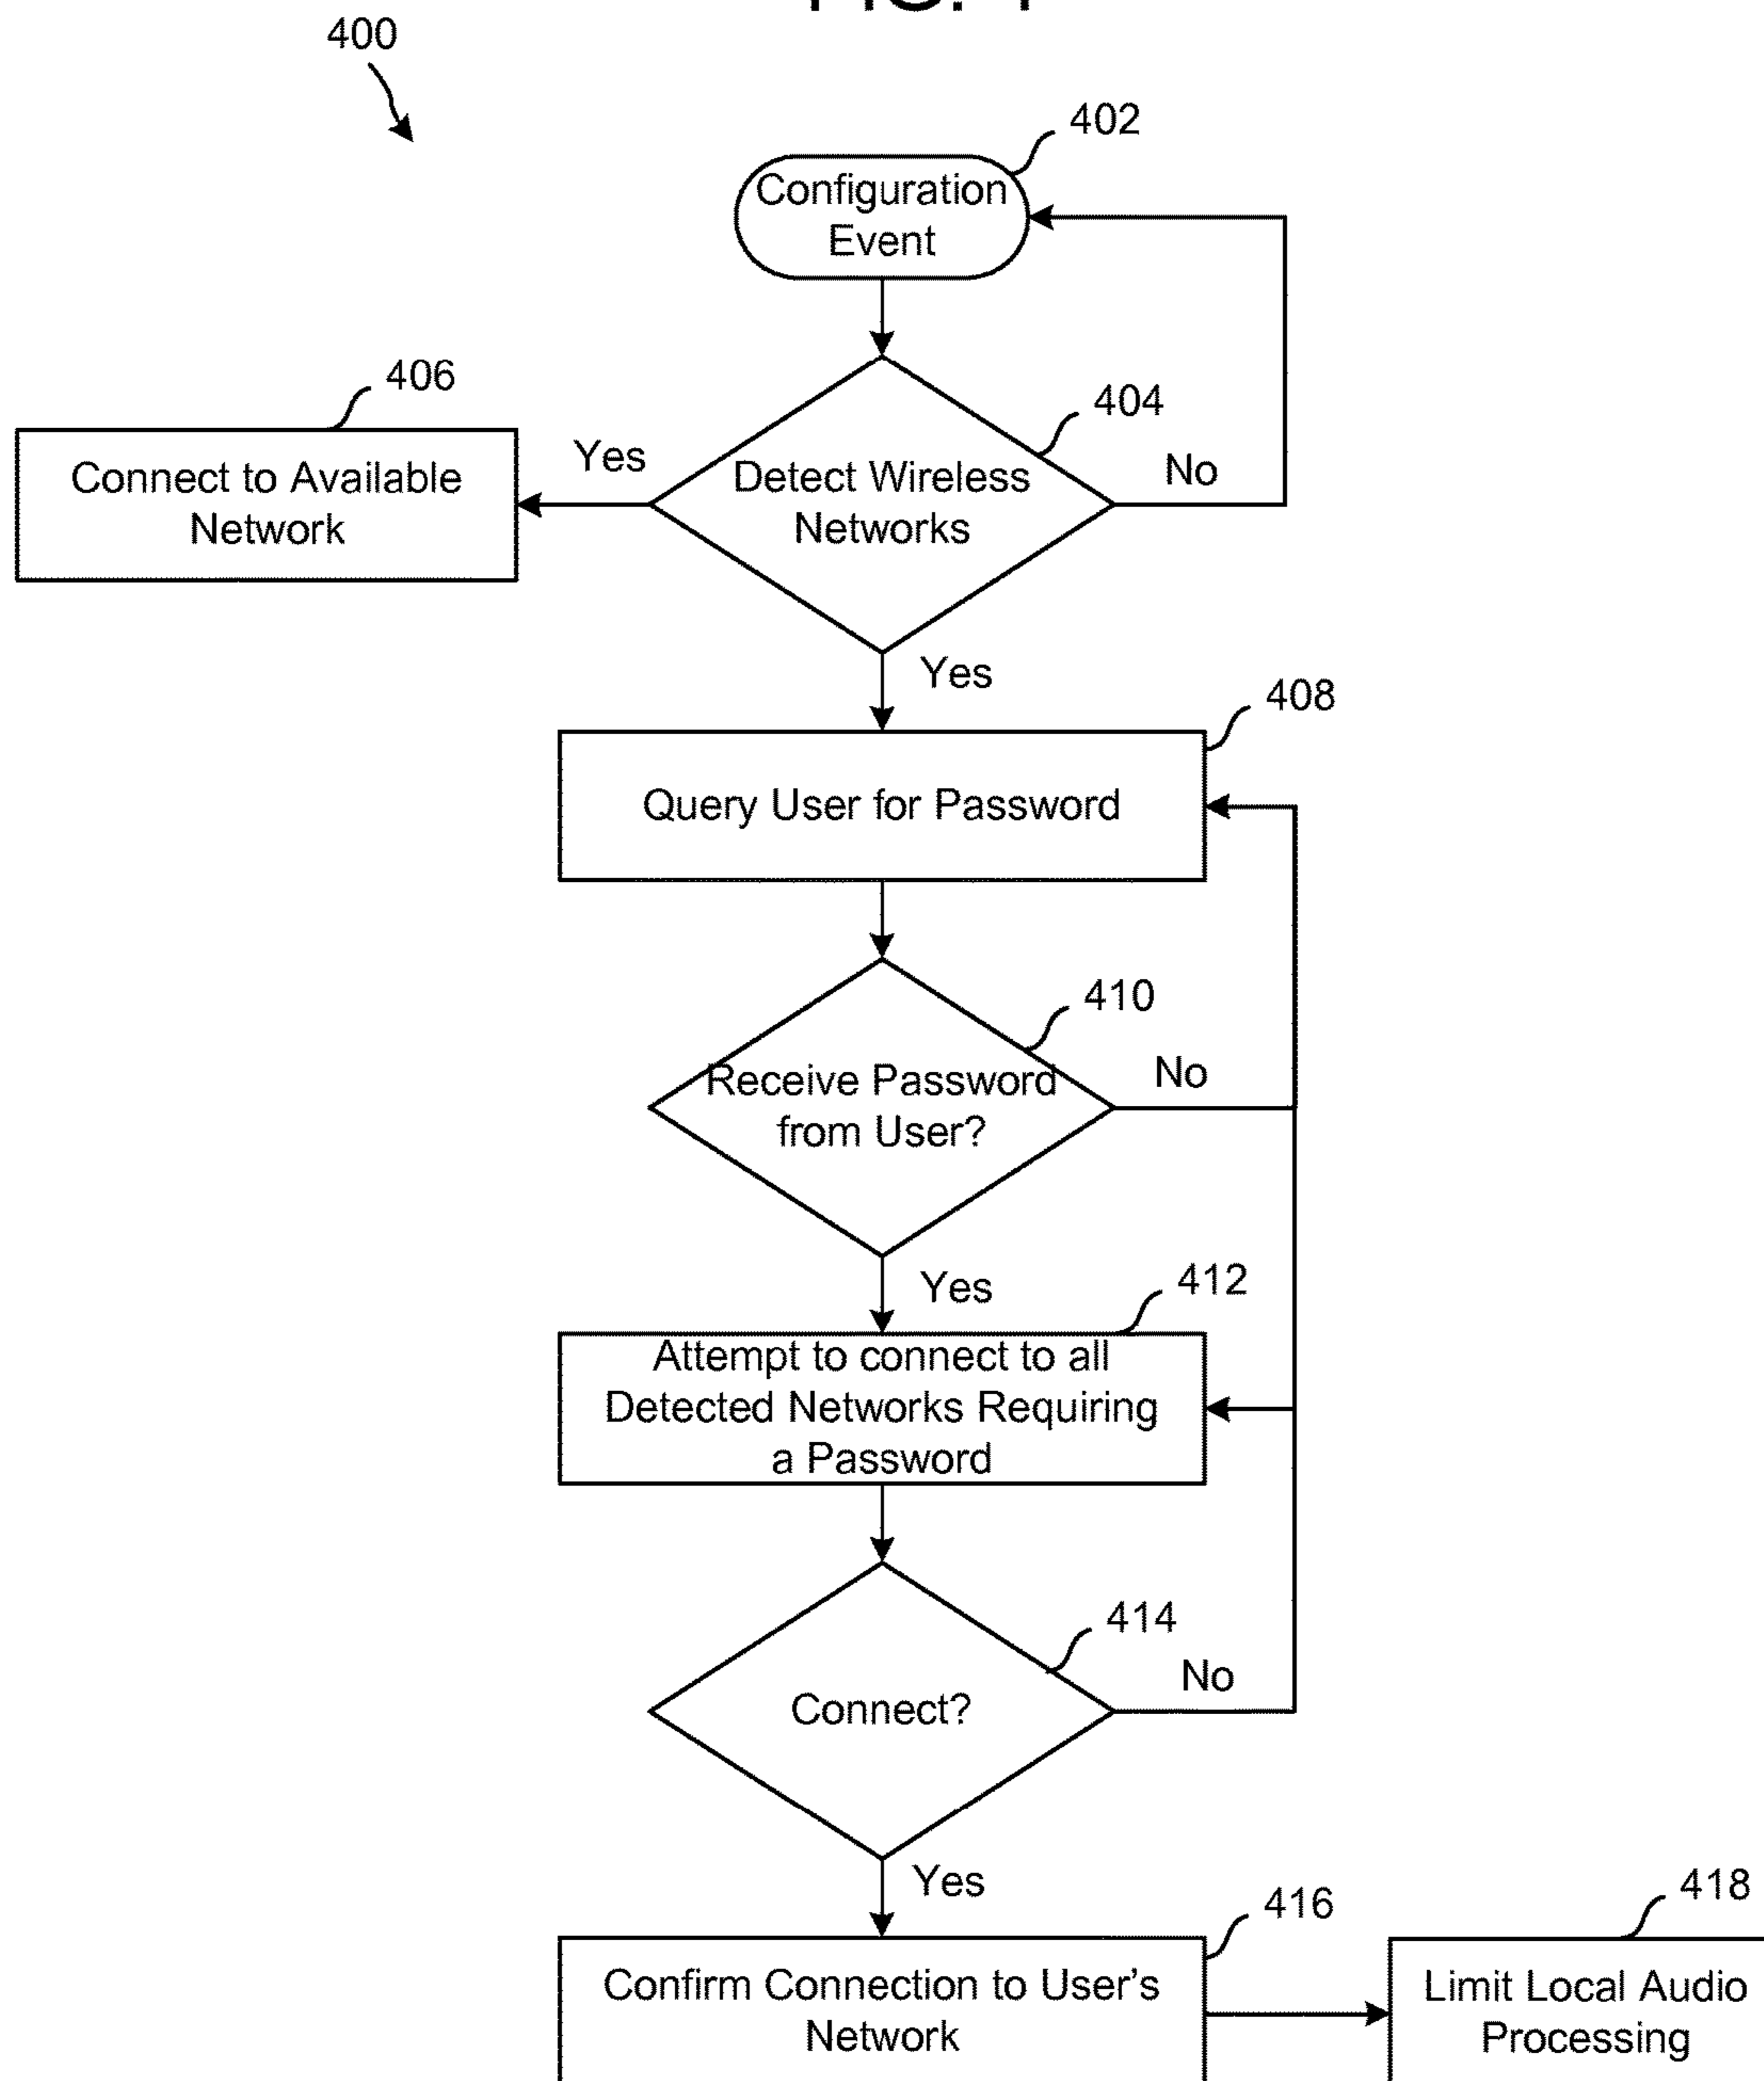 FIG. 4
400
402
Configuration
Event
406
404
Connect to Available
Network
Yes
Detect Wireless
Networks
No
Yes
408
Query User for Password
410
Receive Password
from User?
No
Yes
412
Attempt to connect to all
Detected Networks Requiring
a Password
414
Connect?
No
Yes
416
418
Confirm Connection to User's
Network
Limit Local Audio
Processing